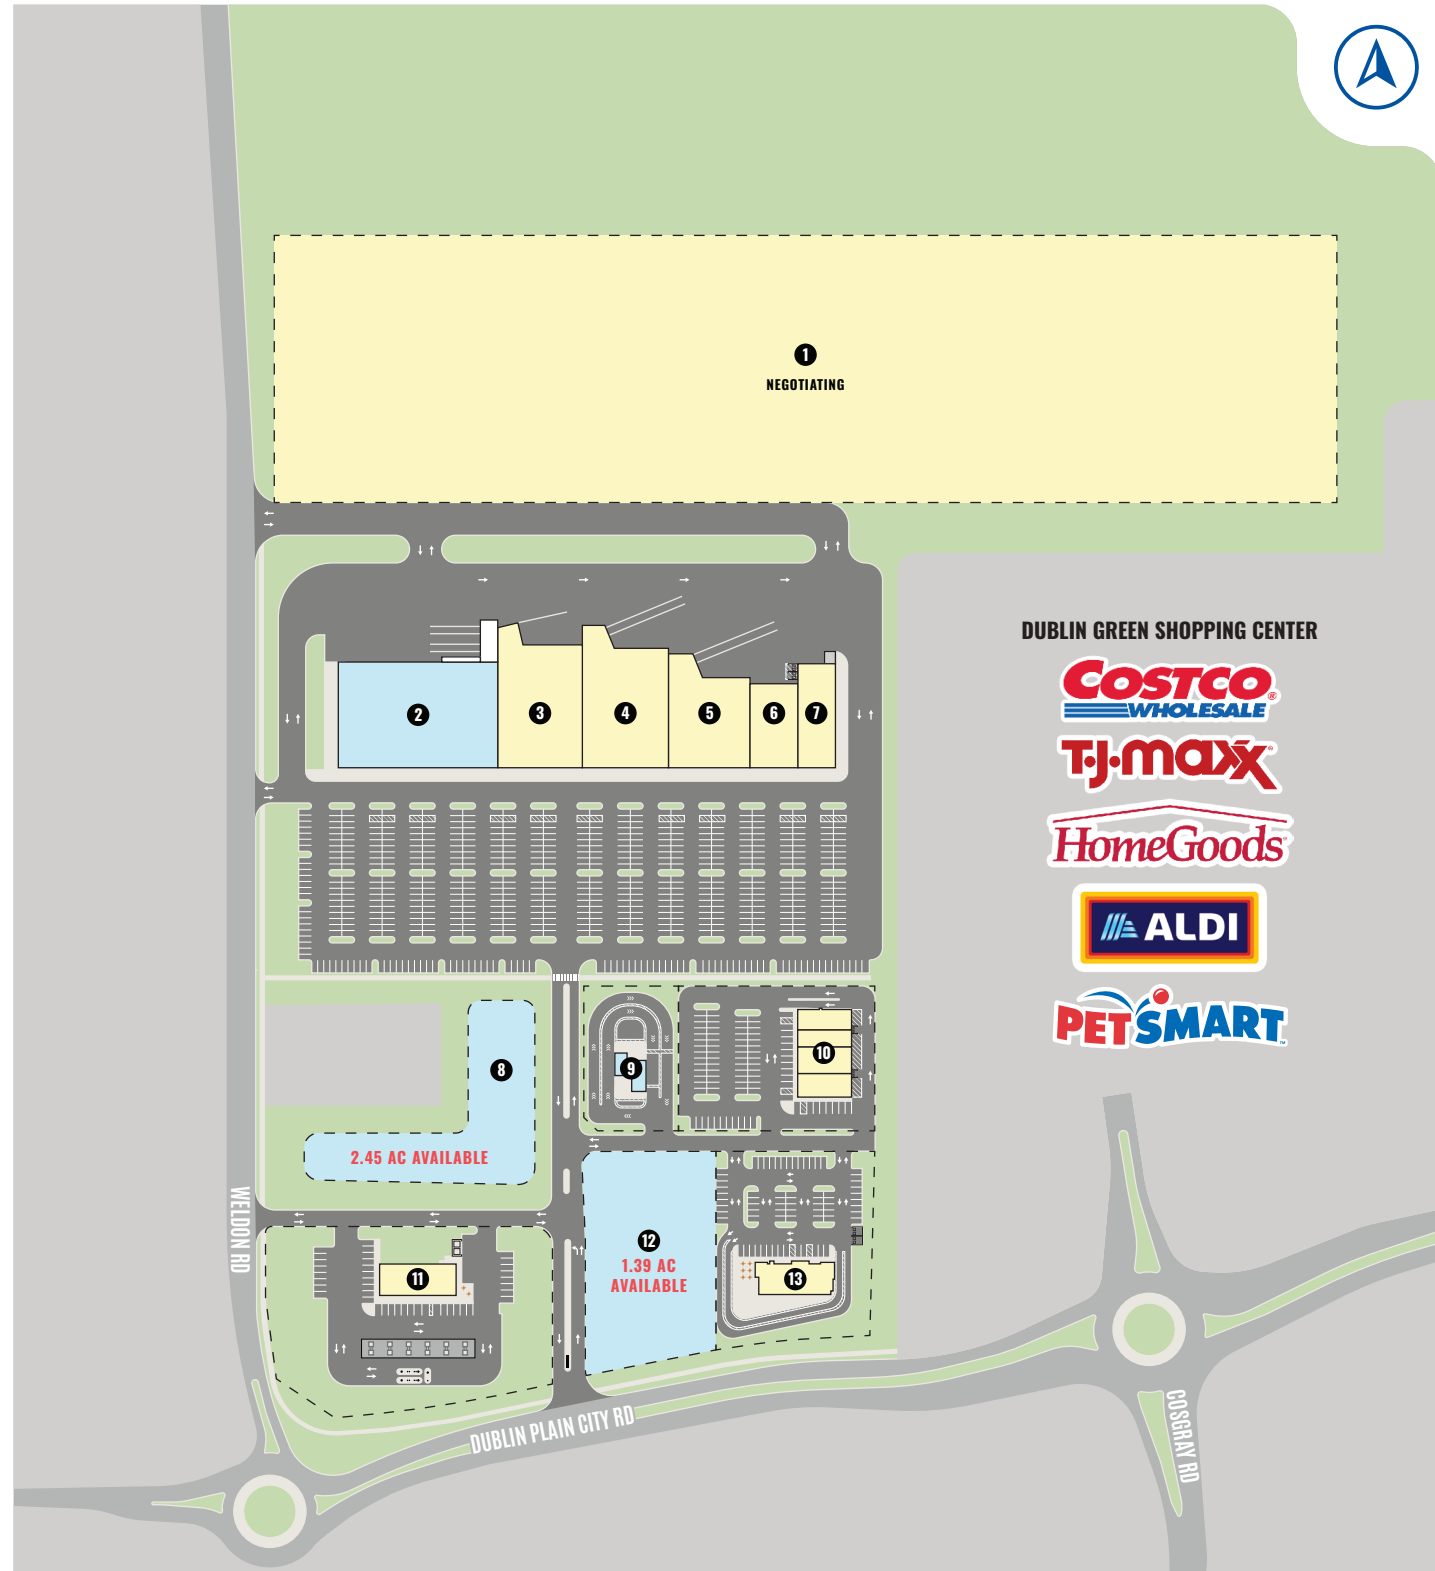 1
NEGOTIATING
DUBLIN GREEN SHOPPING CENTER
COSTCO
WHOLESALE
T.J.maxx
HomeGoods
ALDI
PETSMART
2
3
4
5
6
7
8
2.45 AC AVAILABLE
9
10
11
12
1.39 AC
AVAILABLE
13
WELDON RD
DUBLIN PLAIN CITY RD
COSGRAY RD